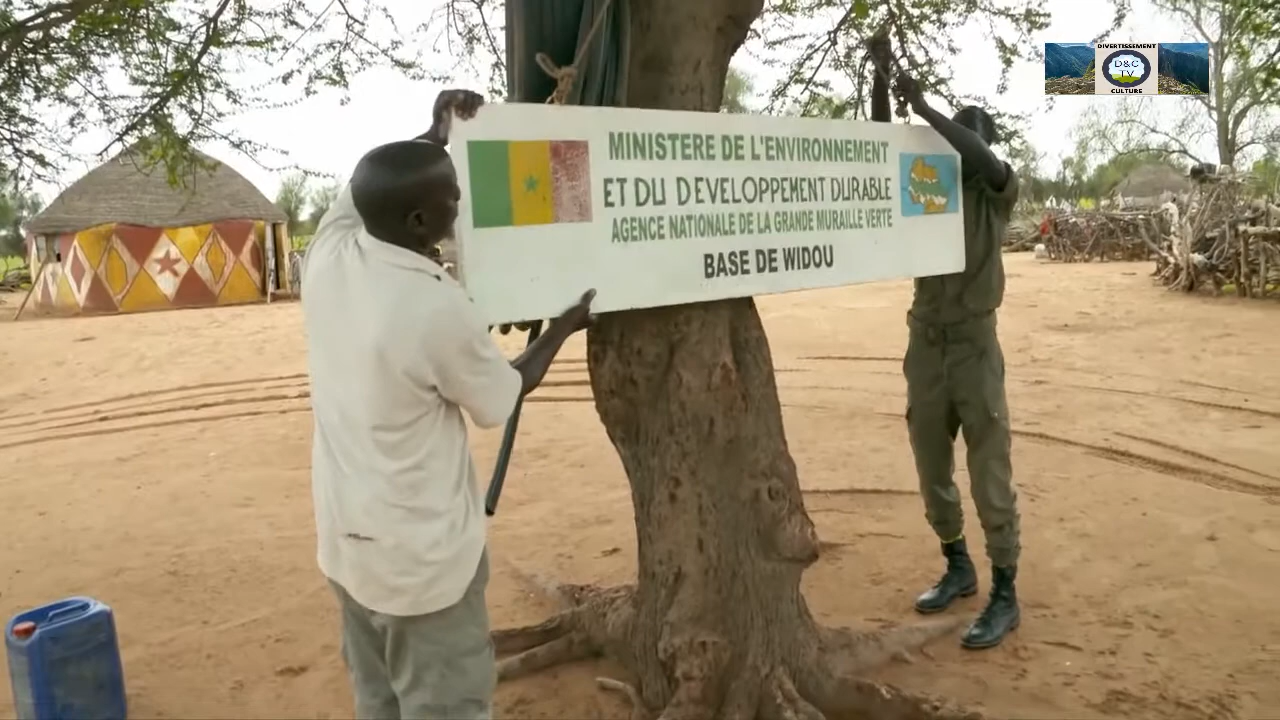 MINISTERE DE L'ENVIRONNEMENT
ET DU DEVELOPPEMENT DURABLE
AGENCE NATIONALE DE LA GRANDE MURAILLE VERTE
BASE DE WIDOU
DIVERTISSEMENT
D&C
TV
CULTURE